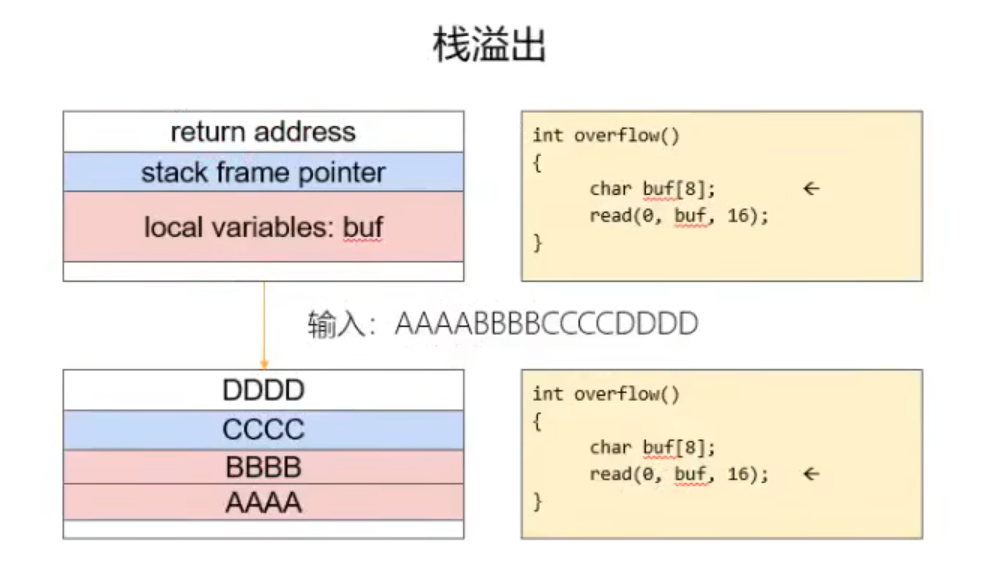 栈溢出
return address
stack frame pointer
local variables: buf
int overflow()
{
char buf[8]; ←
read(0, buf, 16);
}
输入：AAAABBBBCCCCDDDD
DDDD
CCCC
BBBB
AAAA
int overflow()
{
char buf[8];
read(0, buf, 16); ←
}